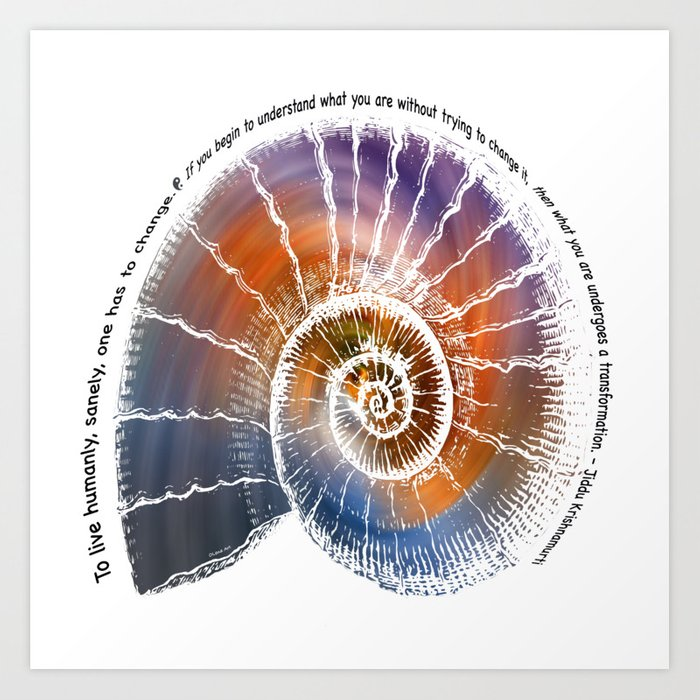 To live humanly, sanely, one has to change.☯ If you begin to understand what you are without trying to change it, then what you are undergoes a transformation. ~ Jiddu Krishnamurti